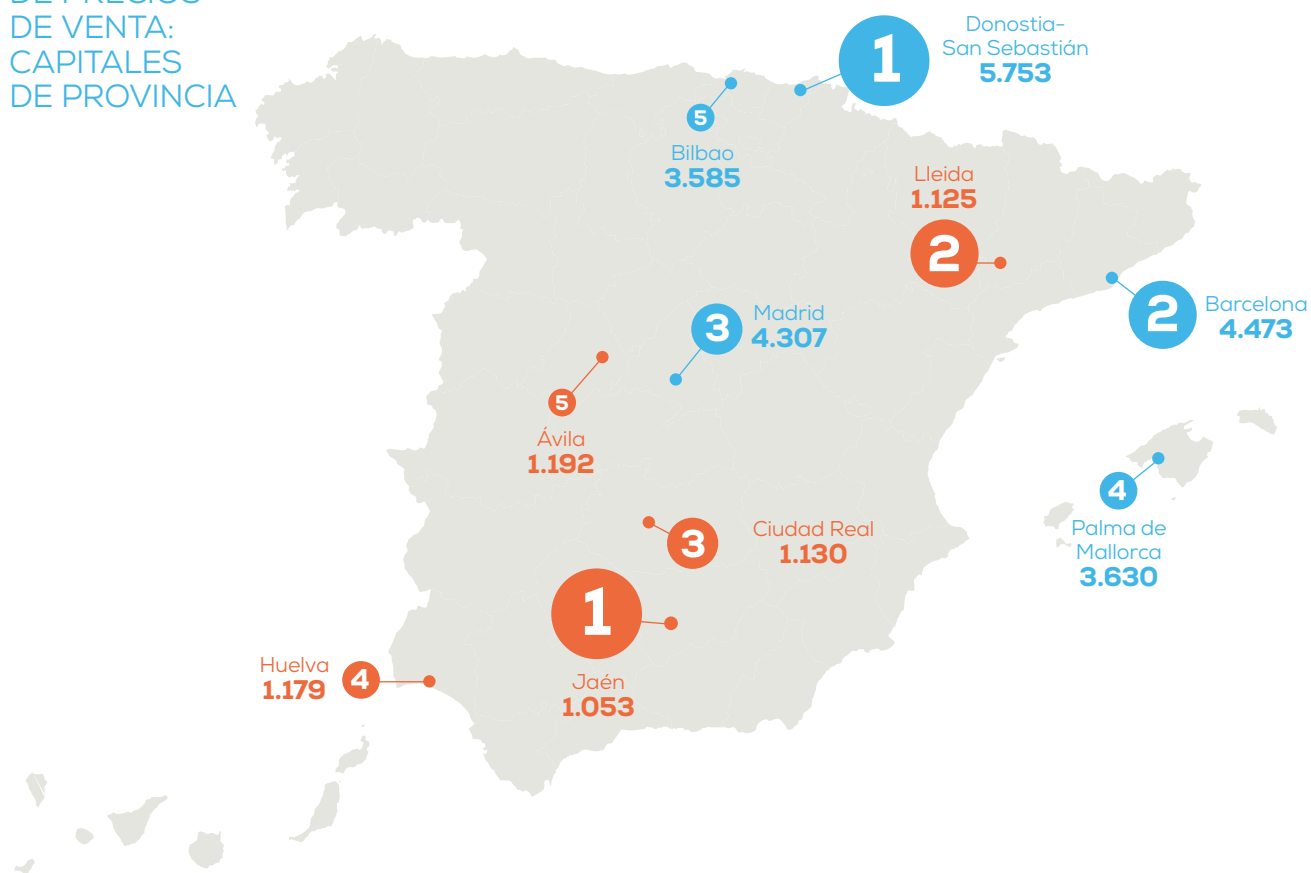 DE PRECIOS
DE VENTA:
CAPITALES
DE PROVINCIA
1
Donostia-
San Sebastián
5.753
5
Bilbao
3.585
Lleida
1.125
2
2
Barcelona
4.473
3
Madrid
4.307
5
Ávila
1.192
4
Palma de
Mallorca
3.630
3
Ciudad Real
1.130
1
Jaén
1.053
Huelva
1.179
4